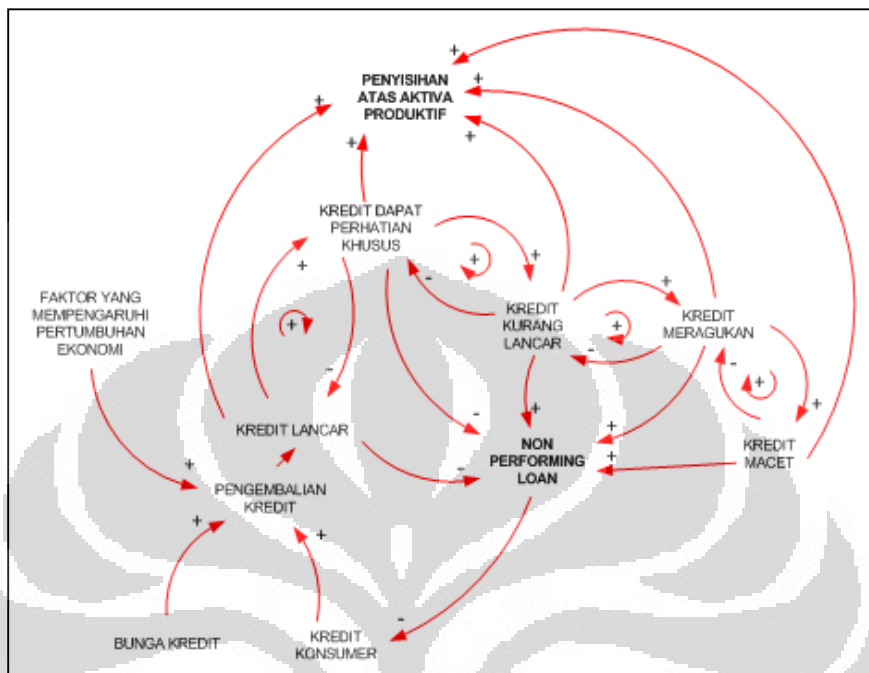 PENYISIHAN
ATAS AKTIVA
PRODUKTIF
KREDIT DAPAT
PERHATIAN
KHUSUS
FAKTOR YANG
MEMPENGARUHI
PERTUMBUHAN
EKONOMI
KREDIT
KURANG
LANCAR
KREDIT
MERAGUKAN
KREDIT LANCAR
NON
PERFORMING
LOAN
KREDIT
MACET
PENGEMBALIAN
KREDIT
BUNGA KREDIT
KREDIT
KONSUMER
+
+
+
+
+
+
+
+
-
+
+
+
-
-
+
-
+
-
+
+
+
-
+
+
+
-